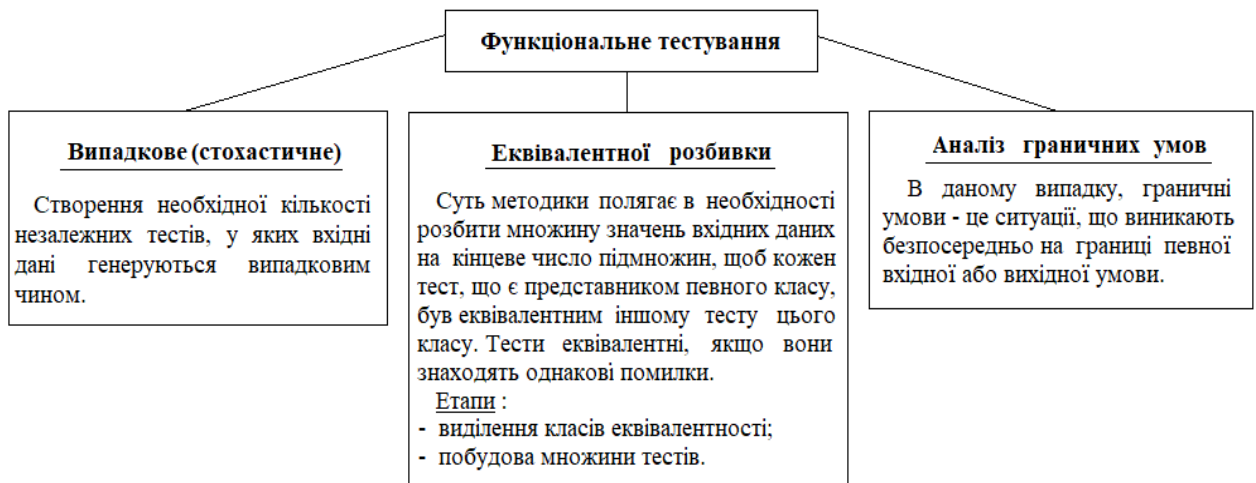 Функціональне тестування
Випадкове (стохастичне)
Створення необхідної кількості
незалежних тестів, у яких вхідні
дані генеруються випадковим
чином.
Еквівалентної розбивки
Суть методики полягає в необхідності
розбити множину значень вхідних даних
на кінцеве число підмножин, щоб кожен
тест, що є представником певного класу,
був еквівалентним іншому тесту цього
класу. Тести еквівалентні, якщо вони
знаходять однакові помилки.
Етапи :
- виділення класів еквівалентності;
- побудова множини тестів.
Аналіз граничних умов
В даному випадку, граничні
умови - це ситуації, що виникають
безпосередньо на границі певної
вхідної або вихідної умови.